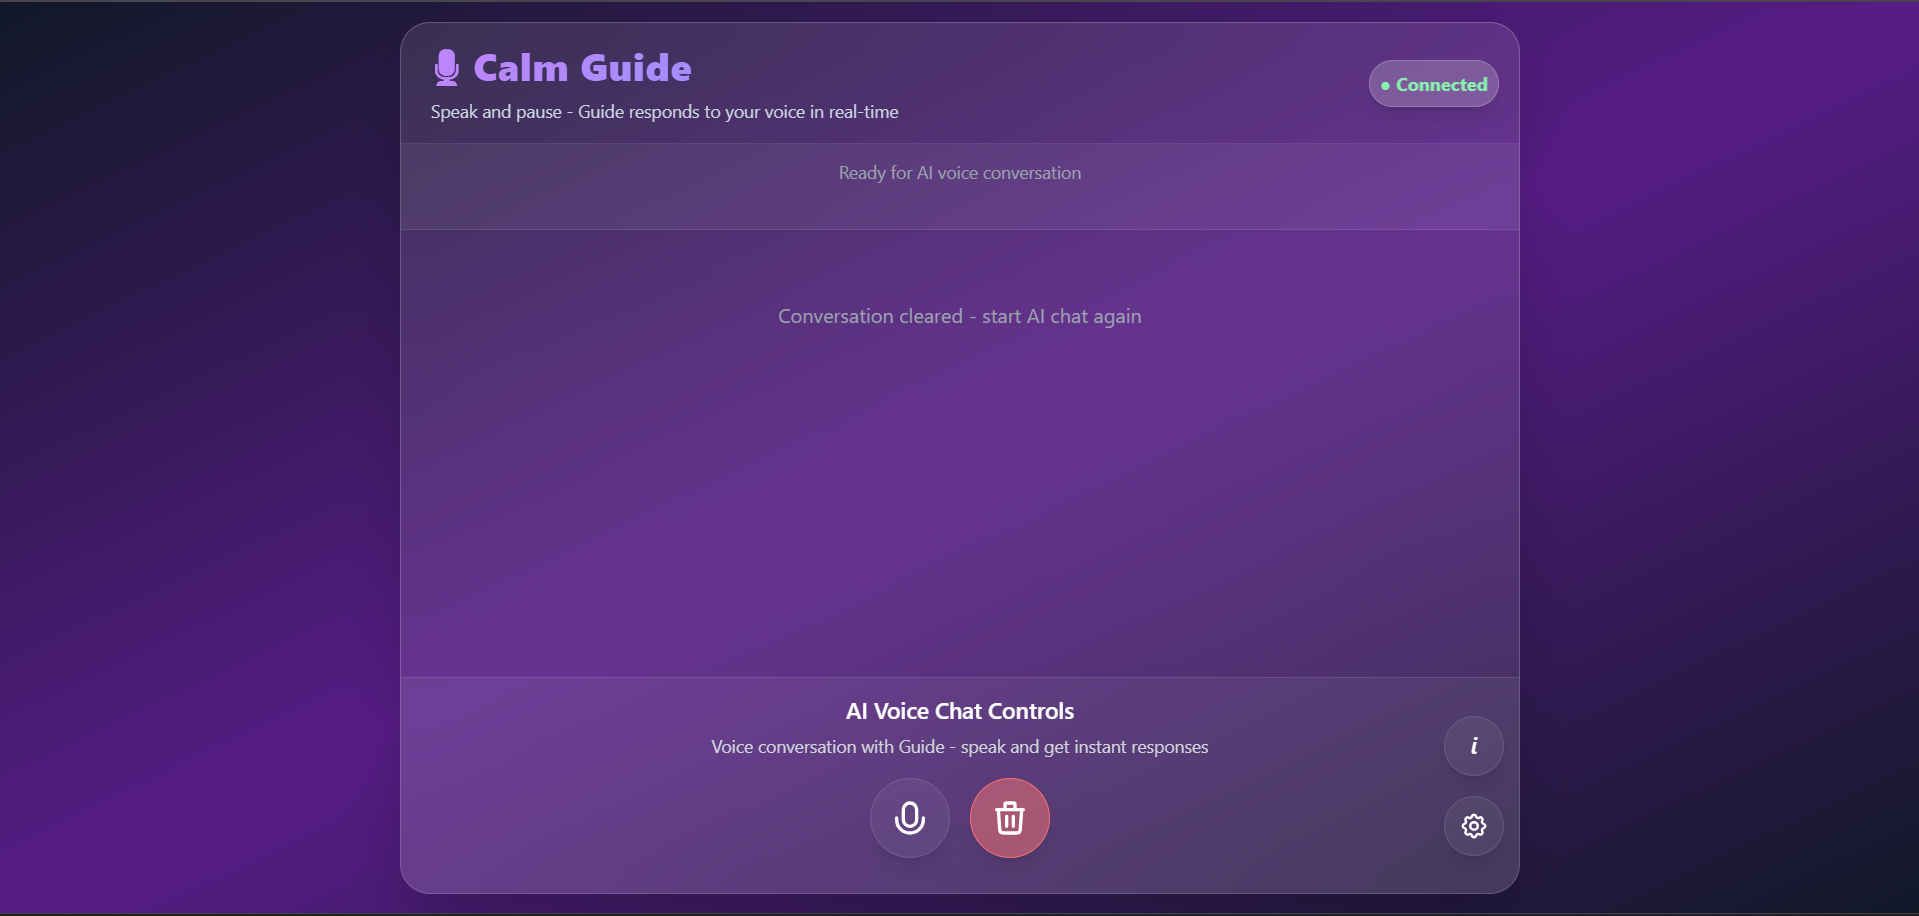 Calm Guide
Speak and pause - Guide responds to your voice in real-time
● Connected
Ready for AI voice conversation
Conversation cleared - start AI chat again
AI Voice Chat Controls
Voice conversation with Guide - speak and get instant responses
i